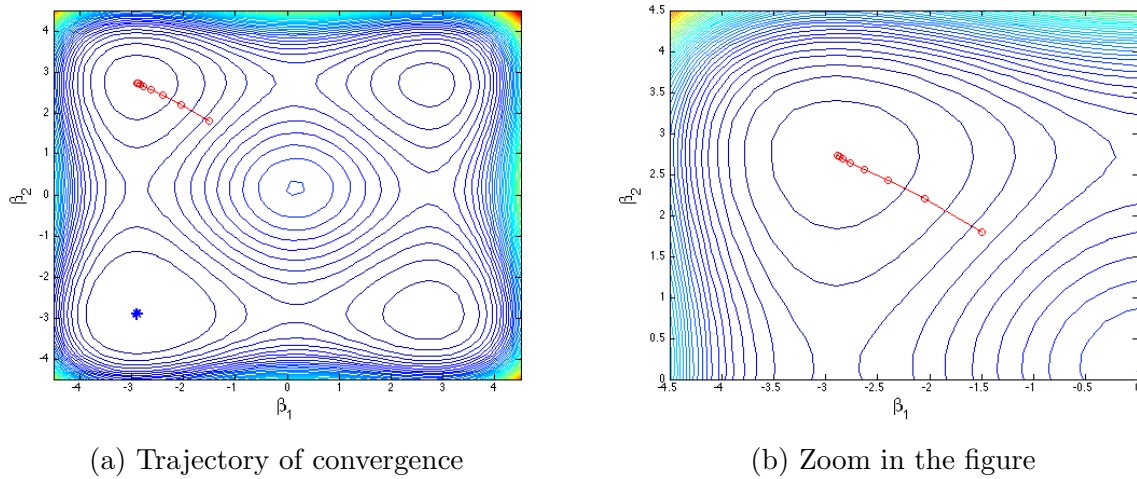 4
3
2
1
0
-1
-2
-3
-4
β₂
-4 -3 -2 -1 0 1 2 3 4
β₁
4.5
4
3.5
3
2.5
2
1.5
1
0.5
0
β₂
-4.5 -4 -3.5 -3 -2.5 -2 -1.5 -1 -0.5 0
β₁
(a) Trajectory of convergence
(b) Zoom in the figure